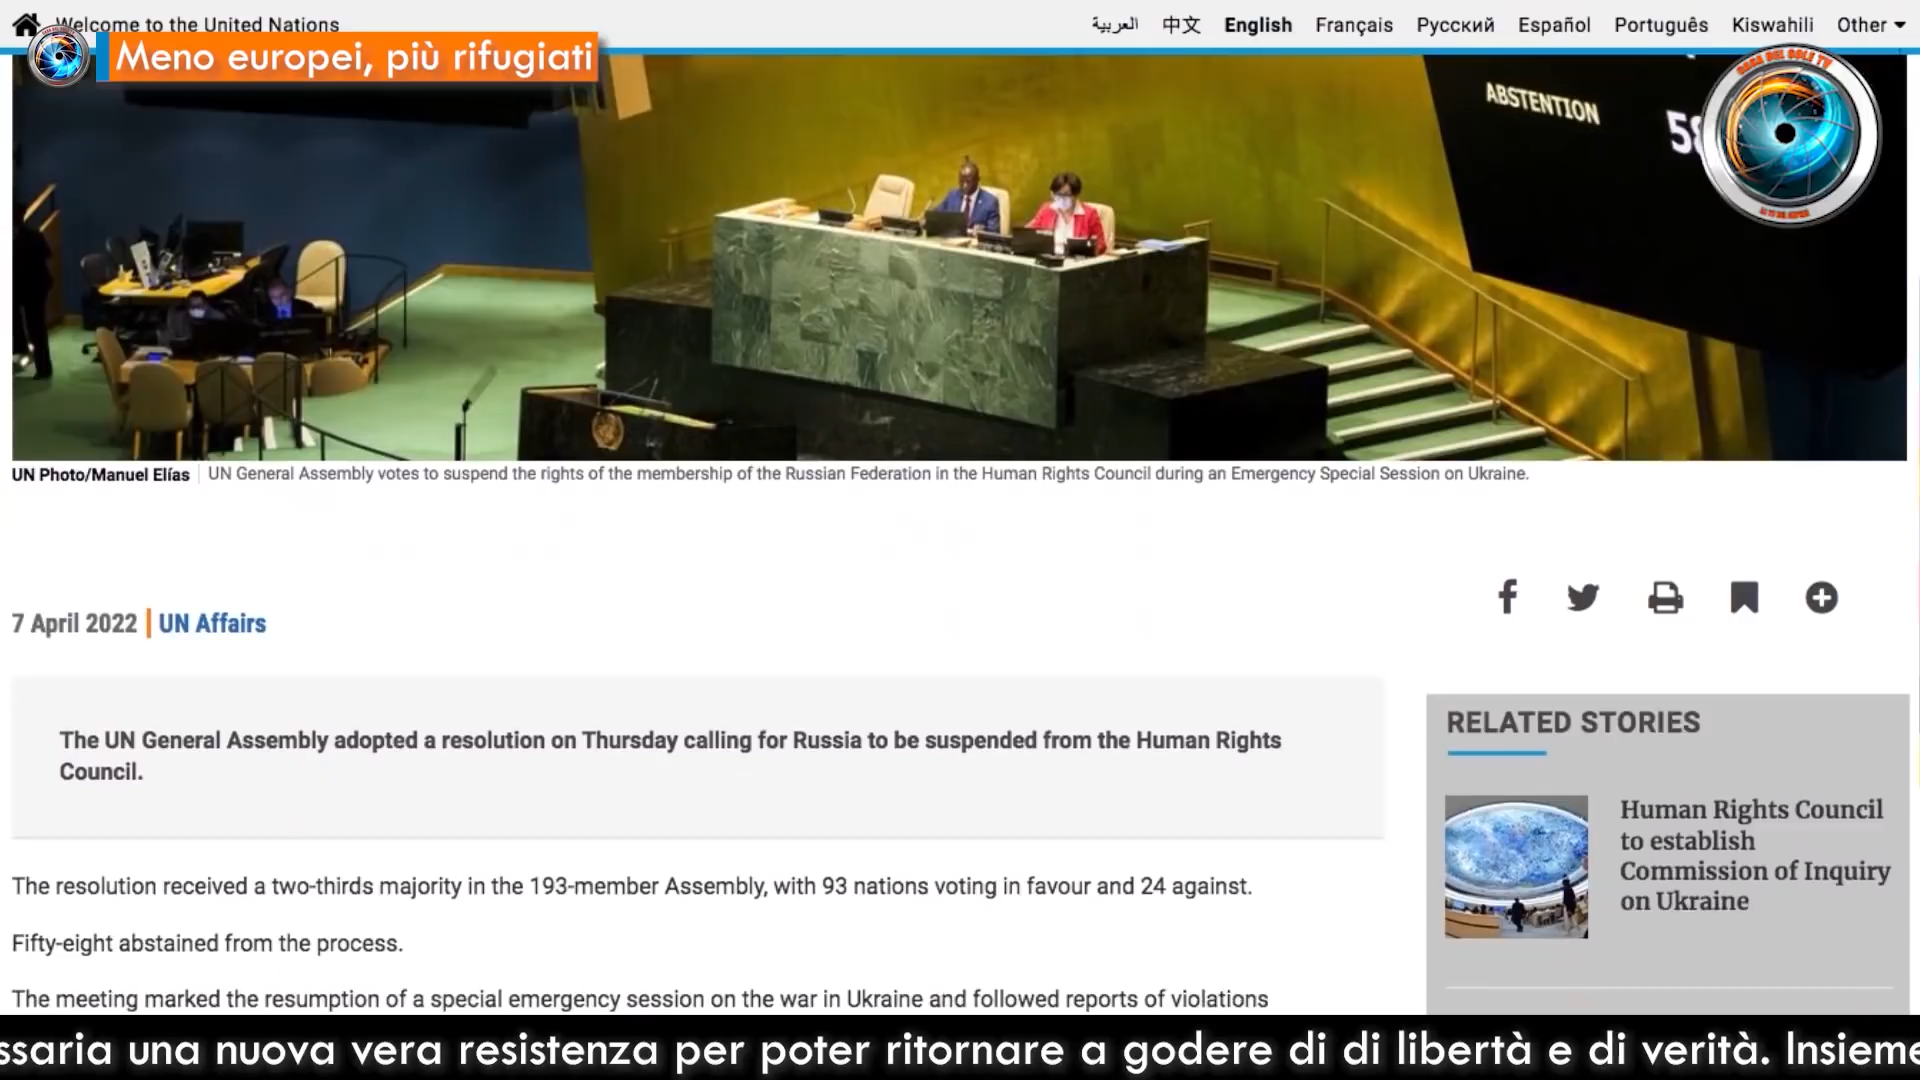 Welcome to the United Nations
العربية 中文 English Français Русский Español Português Kiswahili Other
Meno europei, più rifugiati
ABSTENTION
58
CASA DEL SOLE TV
UN Photo/Manuel Elías UN General Assembly votes to suspend the rights of the membership of the Russian Federation in the Human Rights Council during an Emergency Special Session on Ukraine.
7 April 2022 UN Affairs
The UN General Assembly adopted a resolution on Thursday calling for Russia to be suspended from the Human Rights
Council.
The resolution received a two-thirds majority in the 193-member Assembly, with 93 nations voting in favour and 24 against.
Fifty-eight abstained from the process.
The meeting marked the resumption of a special emergency session on the war in Ukraine and followed reports of violations
RELATED STORIES
Human Rights Council
to establish
Commission of Inquiry
on Ukraine
ssaria una nuova vera resistenza per poter ritornare a godere di di libertà e di verità. Insieme